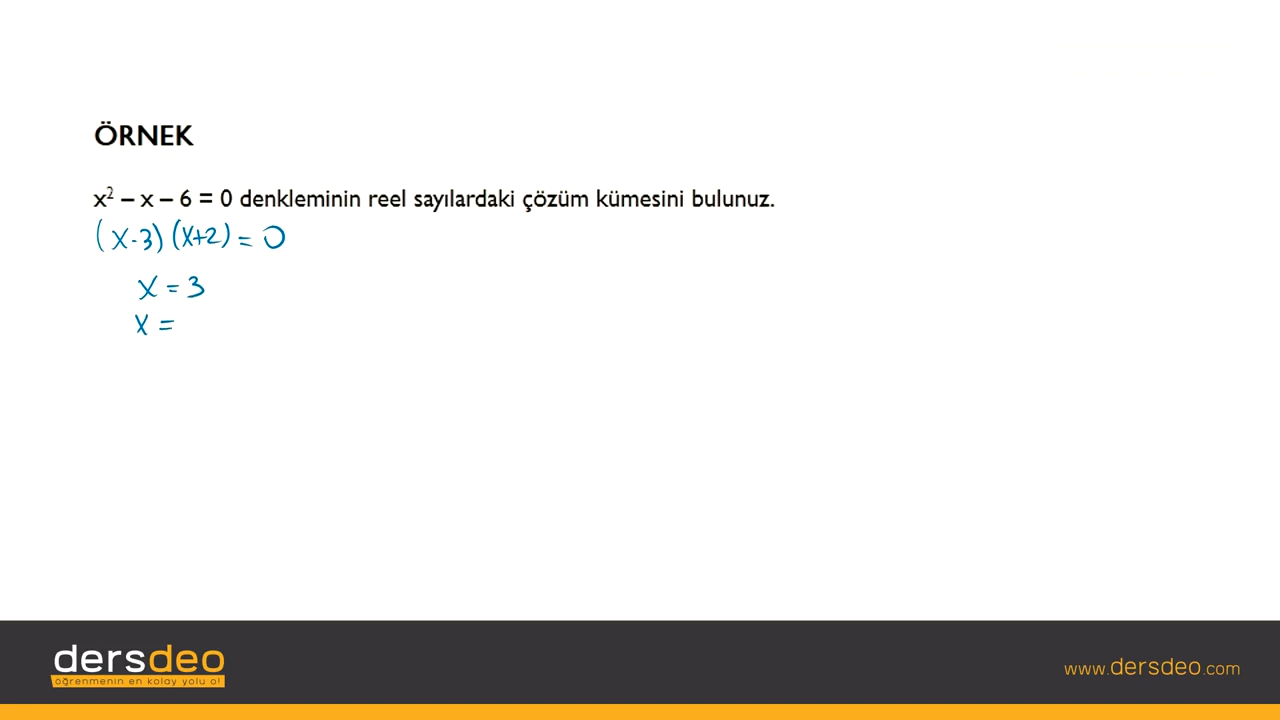 ÖRNEK
x² – x – 6 = 0 denkleminin reel sayılardaki çözüm kümesini bulunuz.
(x-3)(x+2) = 0
x = 3
x =
dersdeo
öğrenmenin en kolay yolu o!
www.dersdeo.com